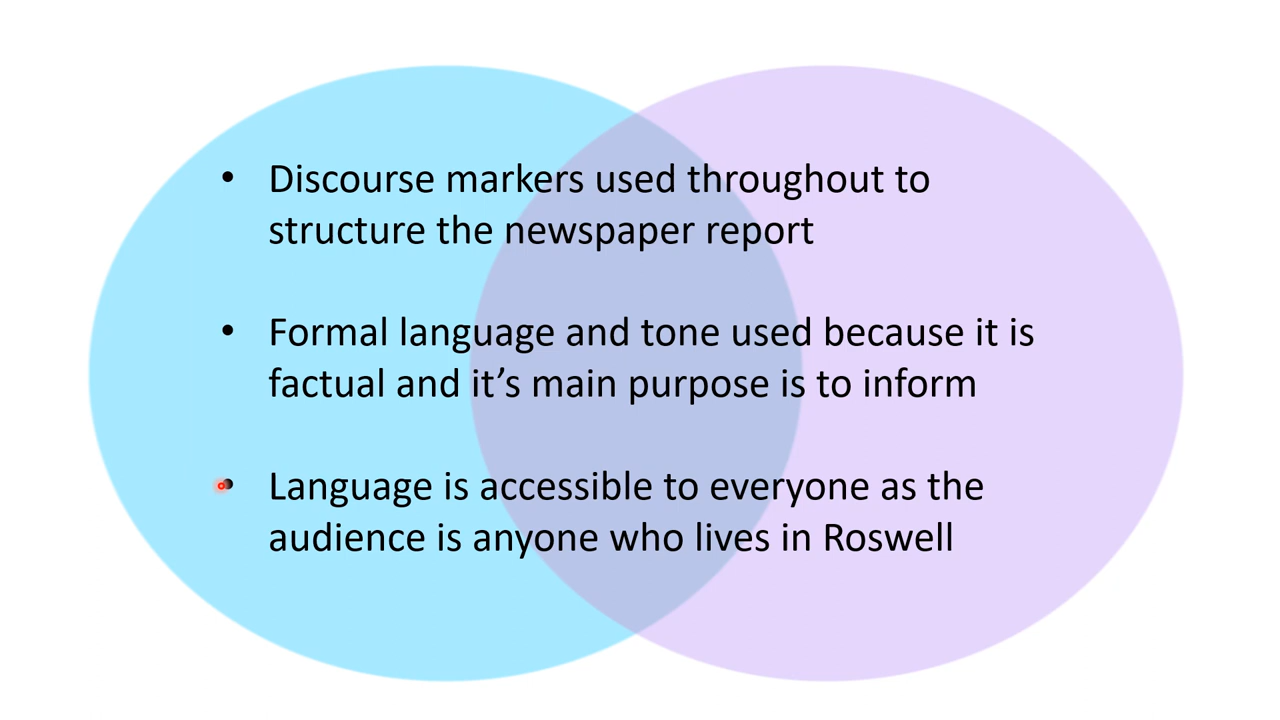 • Discourse markers used throughout to
structure the newspaper report
• Formal language and tone used because it is
factual and it’s main purpose is to inform
• Language is accessible to everyone as the
audience is anyone who lives in Roswell